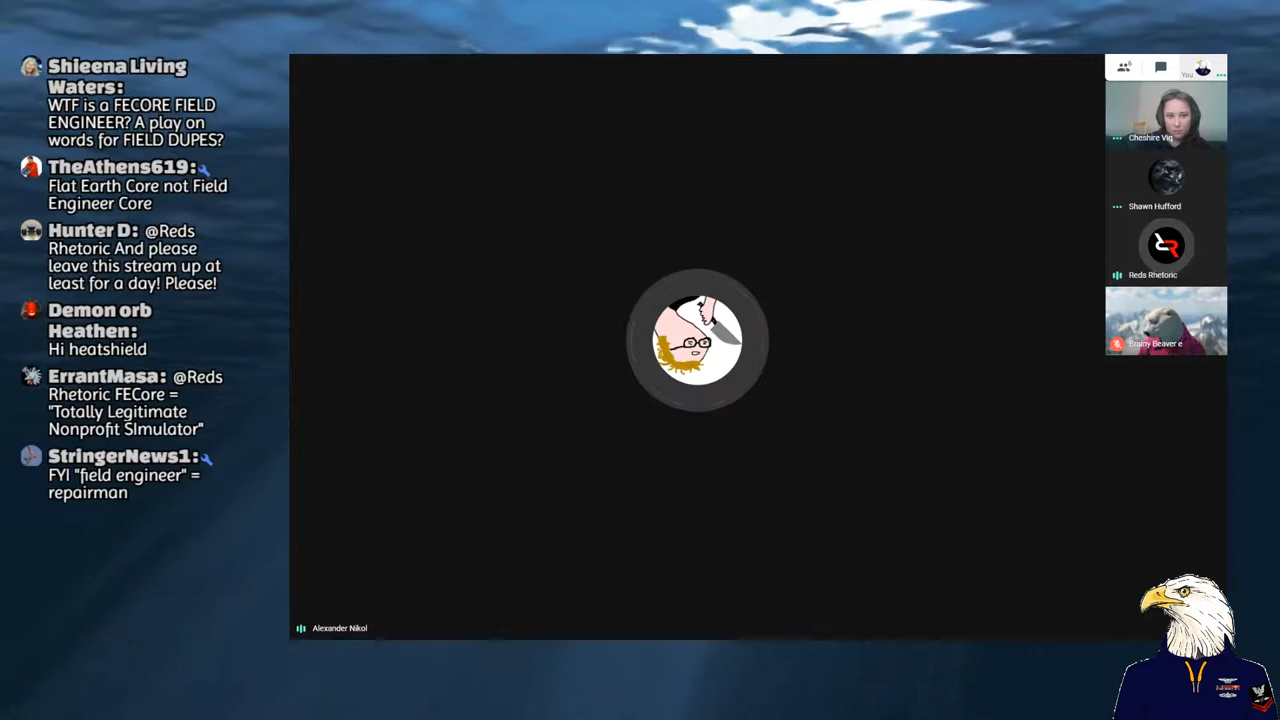 Shieena Living
Waters:
WTF is a FECORE FIELD
ENGINEER? A play on
words for FIELD DUPES?
TheAthens619:
Flat Earth Core not Field
Engineer Core
Hunter D: @Reds
Rhetoric And please
leave this stream up at
least for a day! Please!
Demon orb
Heathen:
Hi heatshield
ErrantMasa: @Reds
Rhetoric FECore =
"Totally Legitimate
Nonprofit SImulator"
StringerNews1:
FYI "field engineer" =
repairman
6
You
Cheshire Viq
Shawn Hufford
Reds Rhetoric
Brainy Beaver e
Alexander Nikol